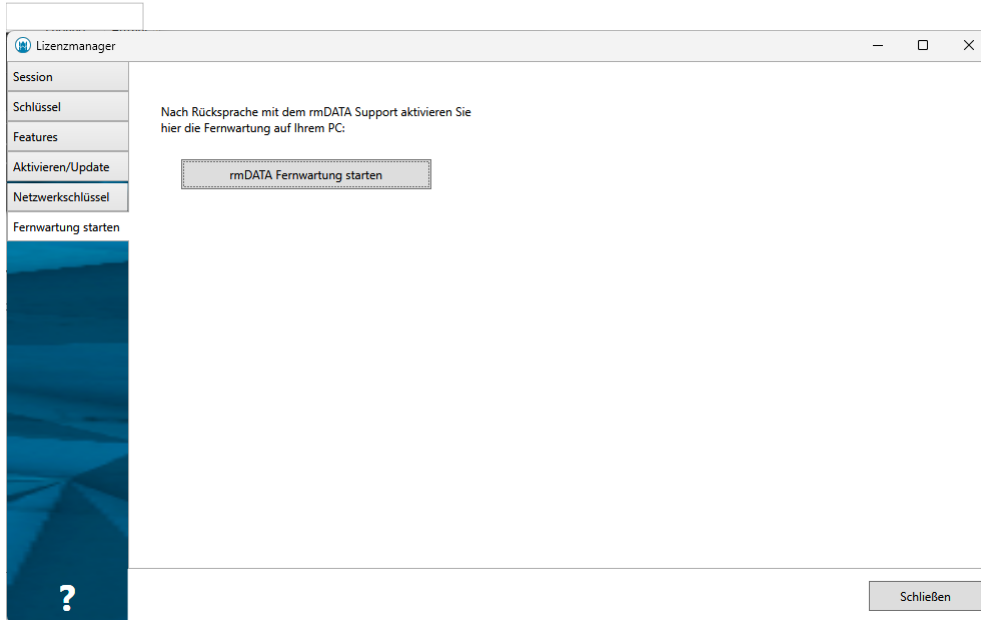 Lizenzmanager
Session
Schlüssel
Features
Aktivieren/Update
Netzwerkschlüssel
Fernwartung starten
Nach Rücksprache mit dem rmDATA Support aktivieren Sie
hier die Fernwartung auf Ihrem PC:
rmDATA Fernwartung starten
?
Schließen